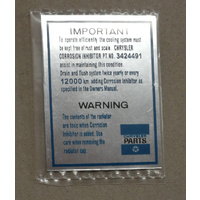 IMPORTANT
To operate efficiently, the cooling system must
be kept free of rust and scale. CHRYSLER
CORROSION INHIBITOR PT. NO. 3424491
assist in maintaining this condition.
Drain and flush system twice yearly or every
12000 km. adding Corrosion Inhibitor as
specified in the Owners Manual.
WARNING
The contents of the radiator
are toxic when Corrosion
Inhibitor is added. Use
care when removing the
radiator cap.
PARTS